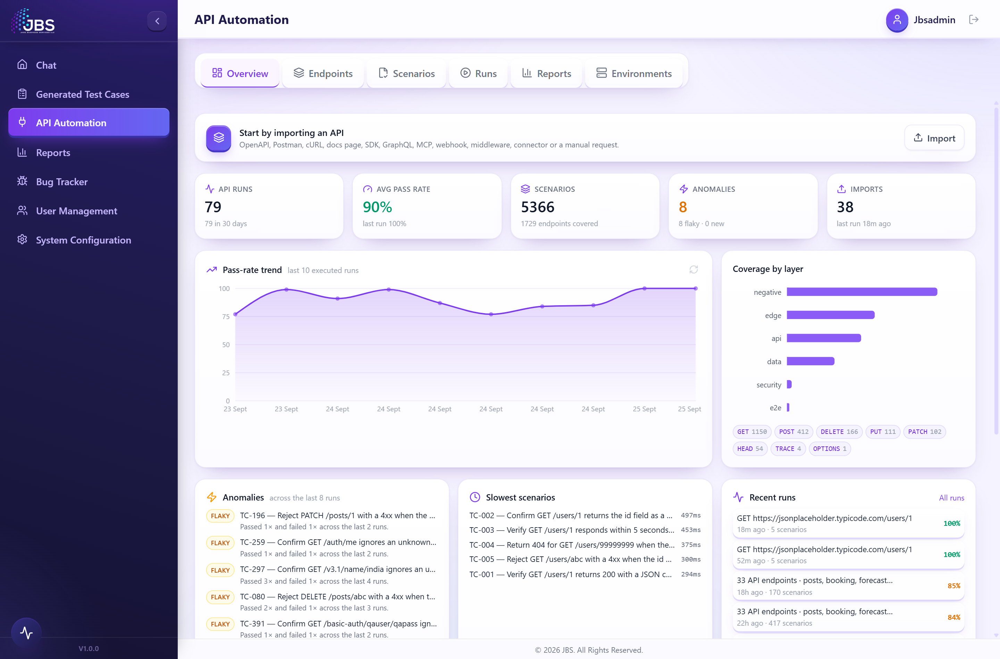 JBS
JADE BUSINESS SERVICES LLC
API Automation
Jbsadmin
Chat
Generated Test Cases
API Automation
Reports
Bug Tracker
User Management
System Configuration
V1.0.0
Overview
Endpoints
Scenarios
Runs
Reports
Environments
Start by importing an API
OpenAPI, Postman, cURL, docs page, SDK, GraphQL, MCP, webhook, middleware, connector or a manual request.
Import
API RUNS
79
79 in 30 days
AVG PASS RATE
90%
last run 100%
SCENARIOS
5366
1729 endpoints covered
ANOMALIES
8
8 flaky · 0 new
IMPORTS
38
last run 18m ago
Pass-rate trend last 10 executed runs
100
75
50
25
0
23 Sept 23 Sept 24 Sept 24 Sept 24 Sept 24 Sept 24 Sept 24 Sept 25 Sept 25 Sept
Coverage by layer
negative
edge
api
data
security
e2e
GET 1150 POST 412 DELETE 166 PUT 111 PATCH 102
HEAD 54 TRACE 4 OPTIONS 1
Anomalies across the last 8 runs
FLAKY TC-196 — Reject PATCH /posts/1 with a 4xx when the ...
Passed 1× and failed 1× across the last 2 runs.
FLAKY TC-259 — Confirm GET /auth/me ignores an unknown...
Passed 1× and failed 1× across the last 2 runs.
FLAKY TC-297 — Confirm GET /v3.1/name/india ignores an u...
Passed 3× and failed 1× across the last 4 runs.
FLAKY TC-080 — Reject DELETE /posts/abc with a 4xx when t...
Passed 2× and failed 1× across the last 3 runs.
FLAKY TC-391 — Confirm GET /basic-auth/qauser/qapass ign...
Passed 1× and failed 1× across the last 2 runs.
Slowest scenarios
TC-002 — Confirm GET /users/1 returns the id field as a ... 497ms
TC-003 — Verify GET /users/1 responds within 5 seconds... 453ms
TC-004 — Return 404 for GET /users/99999999 when the... 375ms
TC-005 — Reject GET /users/abc with a 4xx when the id ... 300ms
TC-001 — Verify GET /users/1 returns 200 with a JSON c... 294ms
Recent runs
All runs
GET https://jsonplaceholder.typicode.com/users/1
18m ago · 5 scenarios
100%
GET https://jsonplaceholder.typicode.com/users/1
52m ago · 5 scenarios
100%
33 API endpoints · posts, booking, forecast...
18h ago · 170 scenarios
85%
33 API endpoints · posts, booking, forecast...
22h ago · 417 scenarios
84%
© 2026 JBS. All Rights Reserved.